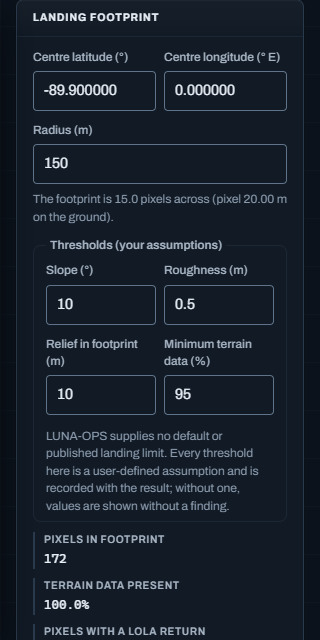 LANDING FOOTPRINT
Centre latitude (°)
Centre longitude (° E)
-89.900000
0.000000
Radius (m)
150
The footprint is 15.0 pixels across (pixel 20.00 m
on the ground).
Thresholds (your assumptions)
Slope (°)
Roughness (m)
10
0.5
Relief in footprint
(m)
Minimum terrain
data (%)
10
95
LUNA-OPS supplies no default or
published landing limit. Every threshold
here is a user-defined assumption and is
recorded with the result; without one,
values are shown without a finding.
PIXELS IN FOOTPRINT
172
TERRAIN DATA PRESENT
100.0%
PIXELS WITH A LOLA RETURN